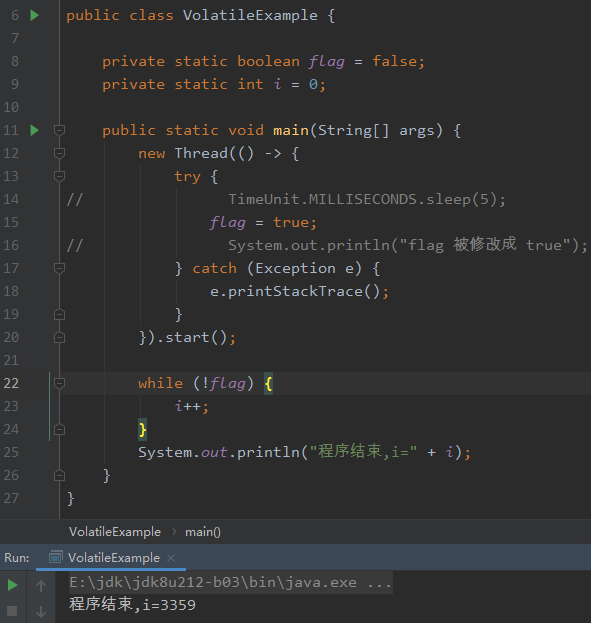 6 public class VolatileExample {
7
8 private static boolean flag = false;
9 private static int i = 0;
10
11 public static void main(String[] args) {
12 new Thread(() -> {
13 try {
14 // TimeUnit.MILLISECONDS.sleep(5);
15 flag = true;
16 // System.out.println("flag 被修改成 true");
17 } catch (Exception e) {
18 e.printStackTrace();
19 }
20 }).start();
21
22 while (!flag) {
23 i++;
24 }
25 System.out.println("程序结束,i=" + i);
26 }
27 }
VolatileExample › main()
Run: VolatileExample ×
E:\jdk\jdk8u212-b03\bin\java.exe ...
程序结束,i=3359